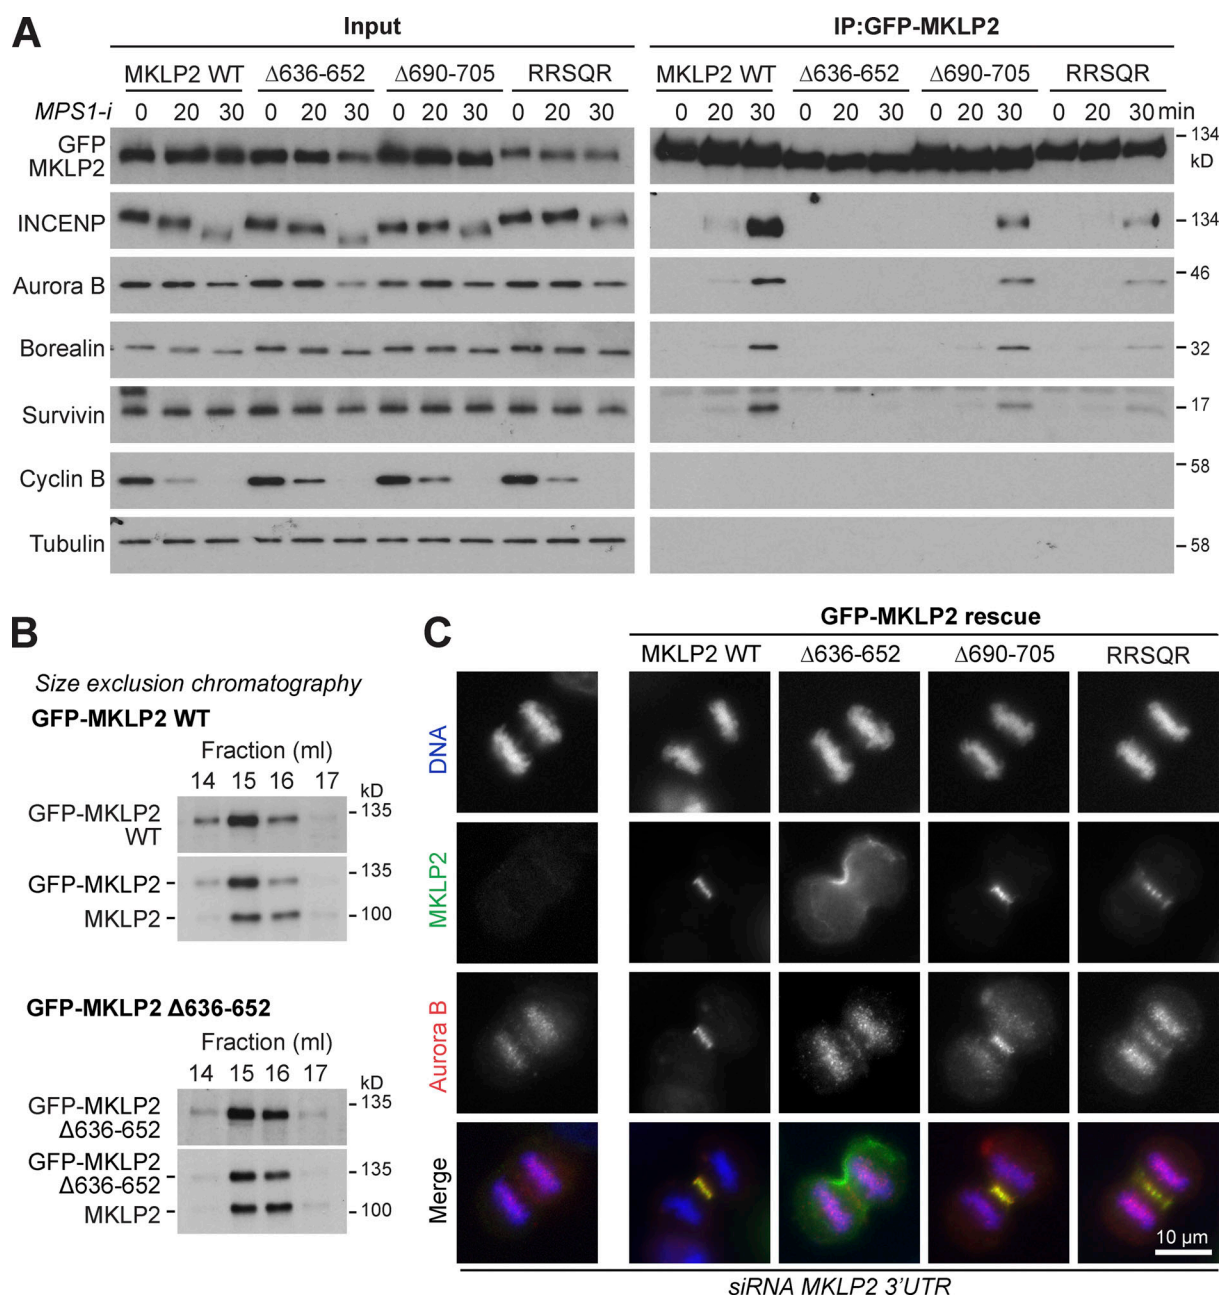 A
Input
IP:GFP-MKLP2
MKLP2 WT Δ636-652 Δ690-705 RRSQR MKLP2 WT Δ636-652 Δ690-705 RRSQR
MPS1-i 0 20 30 0 20 30 0 20 30 0 20 30 0 20 30 0 20 30 0 20 30 0 20 30 min
GFP
MKLP2
134
kD
INCENP
134
Aurora B
46
Borealin
32
Survivin
17
Cyclin B
58
Tubulin
58
B
Size exclusion chromatography
GFP-MKLP2 WT
Fraction (ml)
14 15 16 17
kD
GFP-MKLP2
WT
135
GFP-MKLP2
135
MKLP2
100
GFP-MKLP2 Δ636-652
Fraction (ml)
14 15 16 17
kD
GFP-MKLP2
Δ636-652
135
GFP-MKLP2
Δ636-652
135
MKLP2
100
C
GFP-MKLP2 rescue
MKLP2 WT Δ636-652 Δ690-705 RRSQR
DNA
MKLP2
Aurora B
Merge
10 µm
siRNA MKLP2 3'UTR